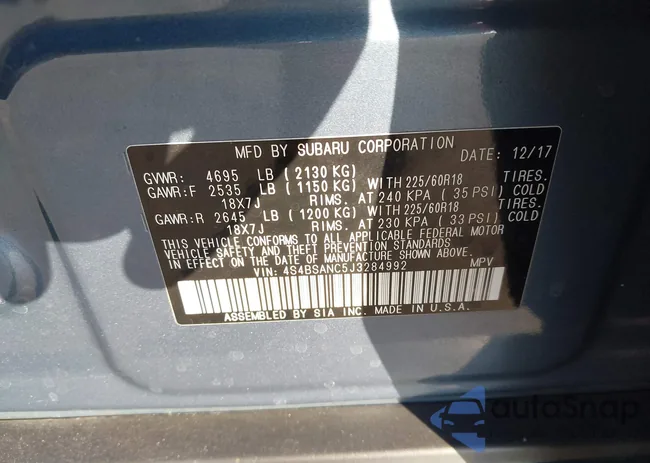 MFD BY SUBARU CORPORATION
DATE: 12/17
GVWR: 4695 LB (2130 KG)
GAWR:F 2535 LB (1150 KG) WITH 225/60R18 TIRES.
18X7J RIMS. AT 240 KPA (35 PSI) COLD
GAWR:R 2645 LB (1200 KG) WITH 225/60R18 TIRES.
18X7J RIMS. AT 230 KPA (33 PSI) COLD
THIS VEHICLE CONFORMS TO ALL APPLICABLE FEDERAL MOTOR
VEHICLE SAFETY AND THEFT PREVENTION STANDARDS
IN EFFECT ON THE DATE OF MANUFACTURE SHOWN ABOVE.
VIN: 4S4BSANC5J3284992 MPV
ASSEMBLED BY SIA INC. MADE IN U.S.A.
autoSnap